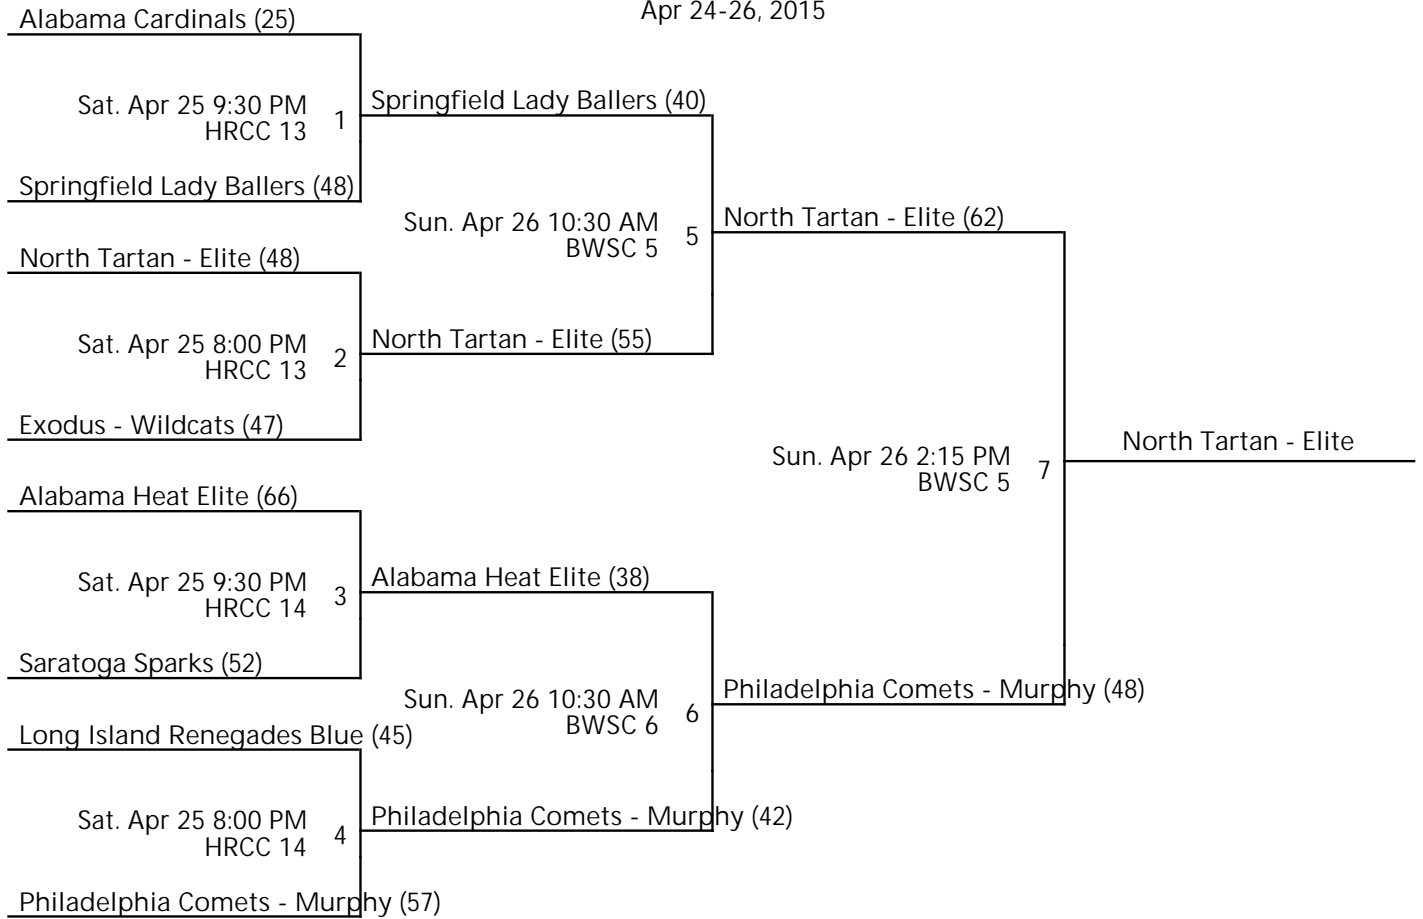 Apr 24-26, 2015
Alabama Cardinals (25)
Sat. Apr 25 9:30 PM
HRCC 13
1
Springfield Lady Ballers (48)
Springfield Lady Ballers (40)
North Tartan - Elite (48)
Sat. Apr 25 8:00 PM
HRCC 13
2
Exodus - Wildcats (47)
North Tartan - Elite (55)
Sun. Apr 26 10:30 AM
BWSC 5
5
North Tartan - Elite (62)
Alabama Heat Elite (66)
Sat. Apr 25 9:30 PM
HRCC 14
3
Saratoga Sparks (52)
Alabama Heat Elite (38)
Long Island Renegades Blue (45)
Sat. Apr 25 8:00 PM
HRCC 14
4
Philadelphia Comets - Murphy (57)
Philadelphia Comets - Murphy (42)
Sun. Apr 26 10:30 AM
BWSC 6
6
Philadelphia Comets - Murphy (48)
Sun. Apr 26 2:15 PM
BWSC 5
7
North Tartan - Elite